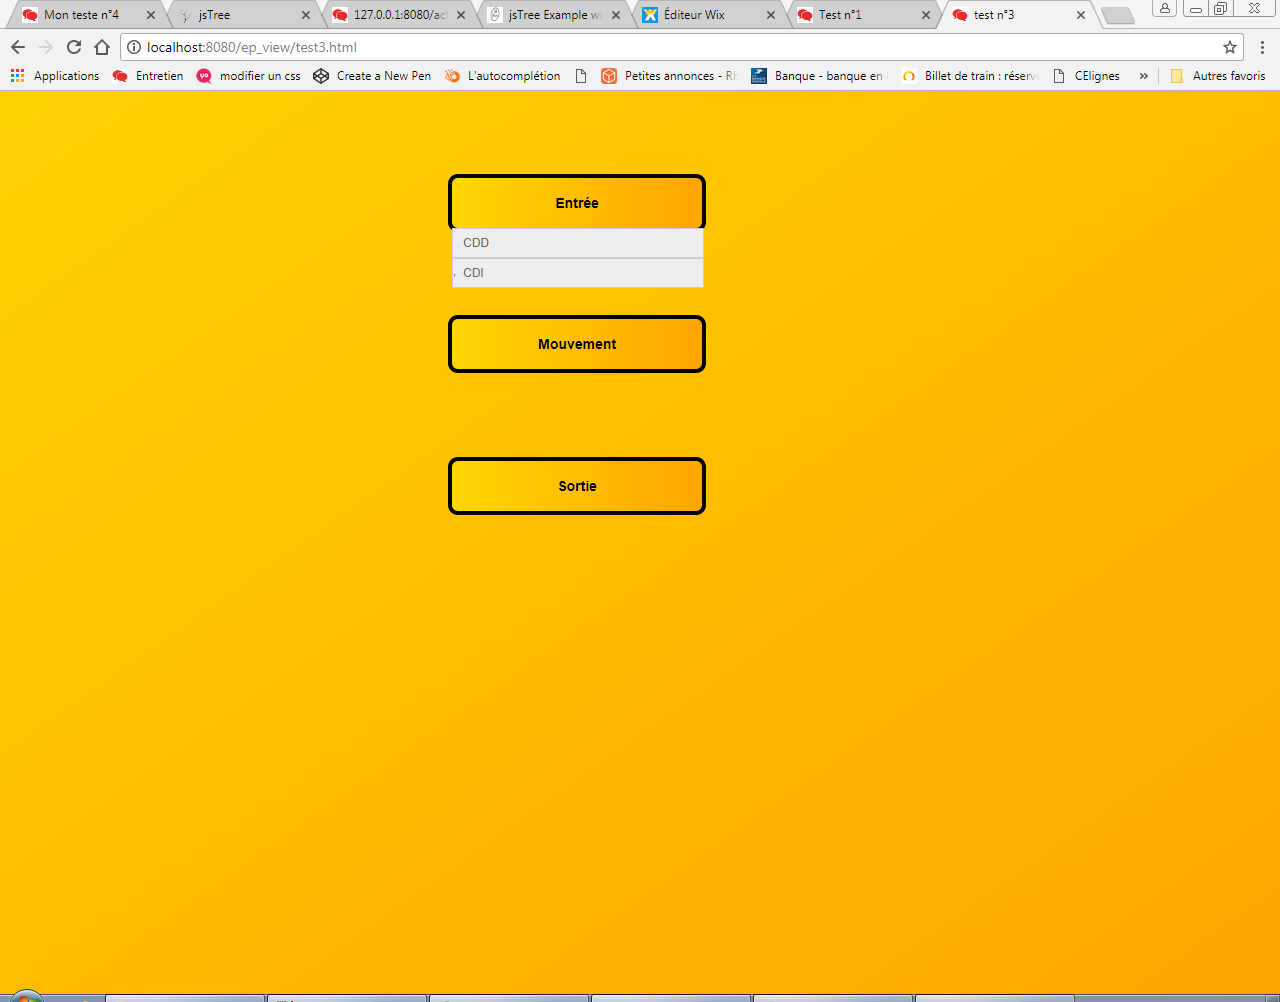 Mon teste n°4
jsTree
127.0.0.1:8080/ac
jsTree Example w
Éditeur Wix
Test n°1
test n°3
localhost:8080/ep_view/test3.html
Applications
Entretien
modifier un css
Create a New Pen
L'autocomplétion
Petites annonces - Rh
Banque - banque en
Billet de train : réserv
CElignes
»
Autres favoris
Entrée
CDD
CDI
Mouvement
Sortie